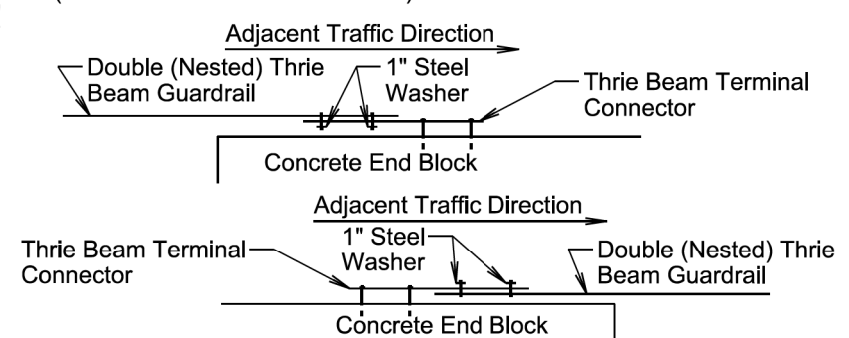 Adjacent Traffic Direction
Double (Nested) Thrie
Beam Guardrail
1" Steel
Washer
Thrie Beam Terminal
Connector
Concrete End Block
Adjacent Traffic Direction
Thrie Beam Terminal
Connector
1" Steel
Washer
Double (Nested) Thrie
Beam Guardrail
Concrete End Block